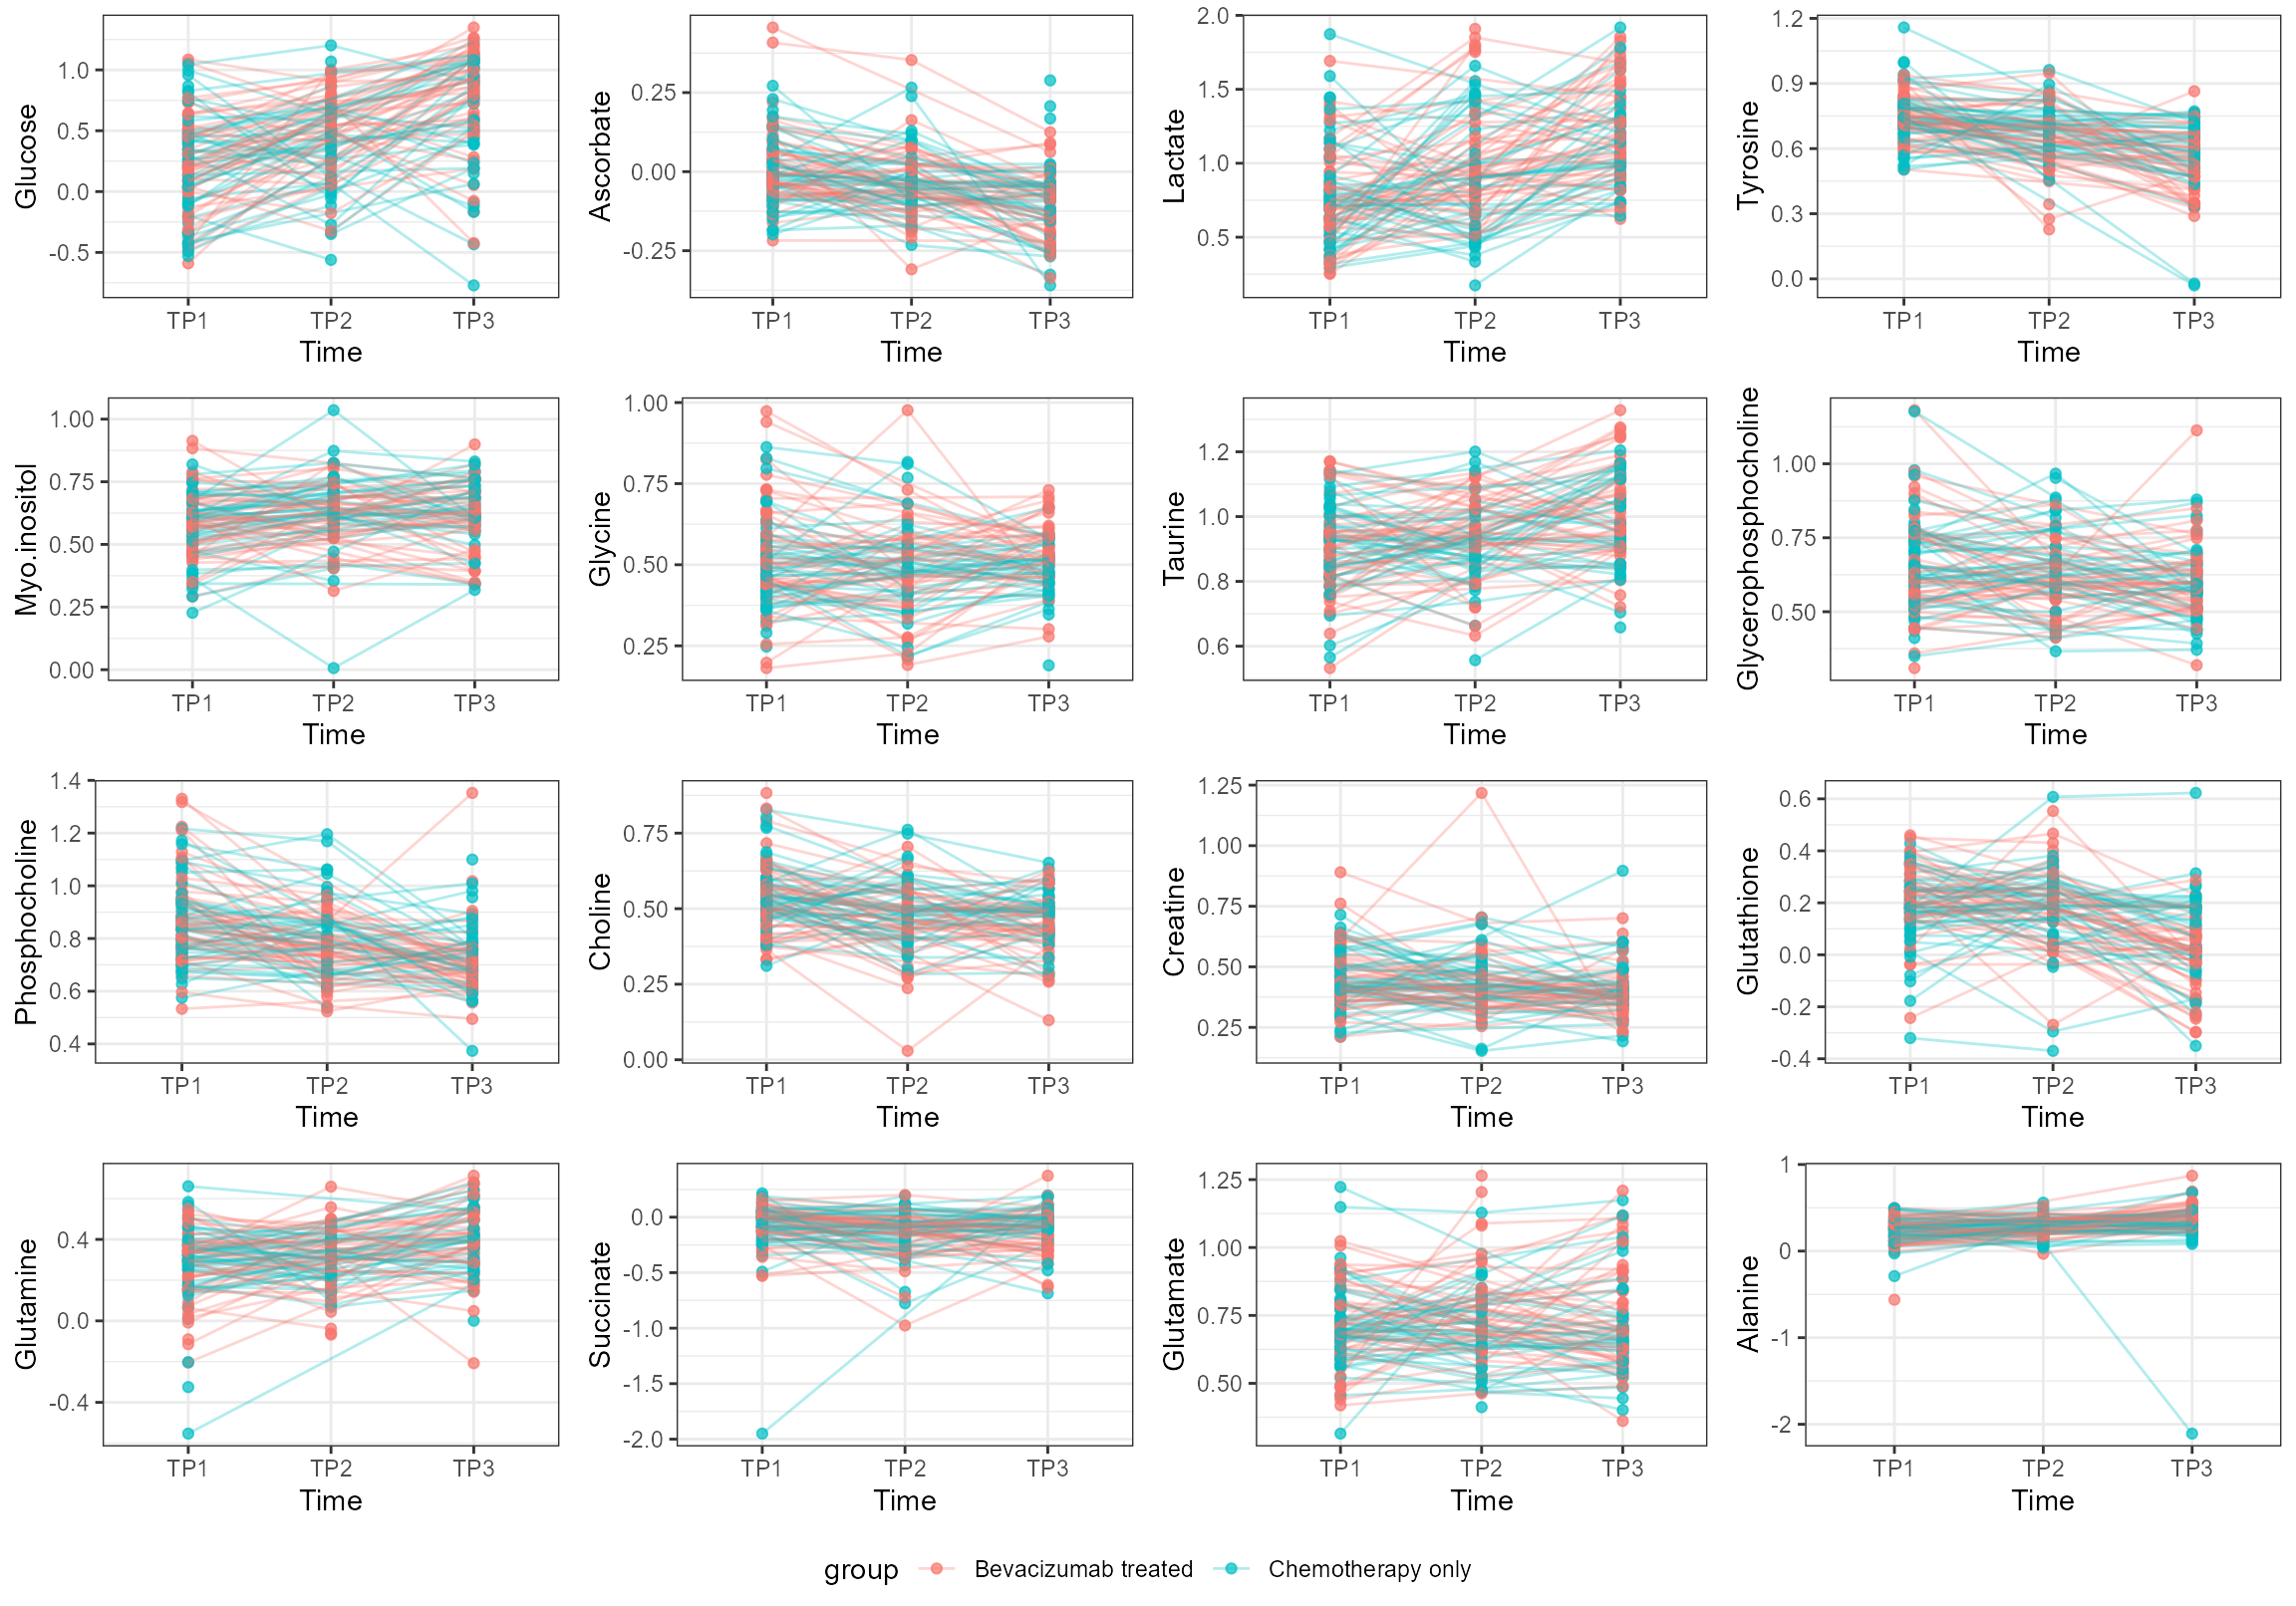 Glucose
1.0
0.5
0.0
-0.5
TP1 TP2 TP3
Time
Ascorbate
0.25
0.00
-0.25
TP1 TP2 TP3
Time
Lactate
2.0
1.5
1.0
0.5
TP1 TP2 TP3
Time
Tyrosine
1.2
0.9
0.6
0.3
0.0
TP1 TP2 TP3
Time
Myo.inositol
1.00
0.75
0.50
0.25
0.00
TP1 TP2 TP3
Time
Glycine
1.00
0.75
0.50
0.25
TP1 TP2 TP3
Time
Taurine
1.2
1.0
0.8
0.6
TP1 TP2 TP3
Time
Glycerophosphocholine
1.00
0.75
0.50
TP1 TP2 TP3
Time
Phosphocholine
1.4
1.2
1.0
0.8
0.6
0.4
TP1 TP2 TP3
Time
Choline
0.75
0.50
0.25
0.00
TP1 TP2 TP3
Time
Creatine
1.25
1.00
0.75
0.50
0.25
TP1 TP2 TP3
Time
Glutathione
0.6
0.4
0.2
0.0
-0.2
-0.4
TP1 TP2 TP3
Time
Glutamine
0.4
0.0
-0.4
TP1 TP2 TP3
Time
Succinate
0.0
-0.5
-1.0
-1.5
-2.0
TP1 TP2 TP3
Time
Glutamate
1.25
1.00
0.75
0.50
TP1 TP2 TP3
Time
Alanine
1
0
-1
-2
TP1 TP2 TP3
Time
group Bevacizumab treated Chemotherapy only